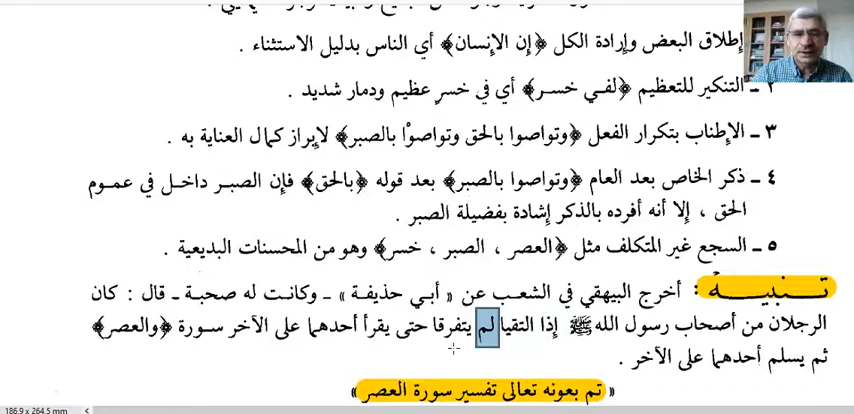 إطلاق البعض وإرادة الكل ﴿إن الإنسان﴾ أي الناس بدليل الاستثناء .
٢ ـ التنكير للتعظيم ﴿لفي خسر﴾ أي في خسرٍ عظيم ودمار شديد .
٣ ـ الإطناب بتكرار الفعل ﴿وتواصوا بالحق وتواصوْا بالصبر﴾ لإبراز كمال العناية به .
٤ ـ ذكر الخاص بعد العام ﴿وتواصوا بالصبر﴾ بعد قوله ﴿بالحق﴾ فإن الصبر داخل في عموم
الحق ، إلا أنه أفرده بالذكر إشادة بفضيلة الصبر .
٥ ـ السجع غير المتكلف مثل ﴿العصر ، الصبر ، خسر﴾ وهو من المحسنات البديعية .
تنبيه : أخرج البيهقي في الشعب عن « أبي حذيفة » ـ وكانت له صحبة ـ قال : كان
الرجلان من أصحاب رسول الله ﷺ إذا التقيا لم يتفرقا حتى يقرأ أحدهما على الآخر سورة ﴿والعصر﴾
ثم يسلم أحدهما على الآخر .
« تم بعونه تعالى تفسير سورة العصر »
186.9 x 264.5 mm